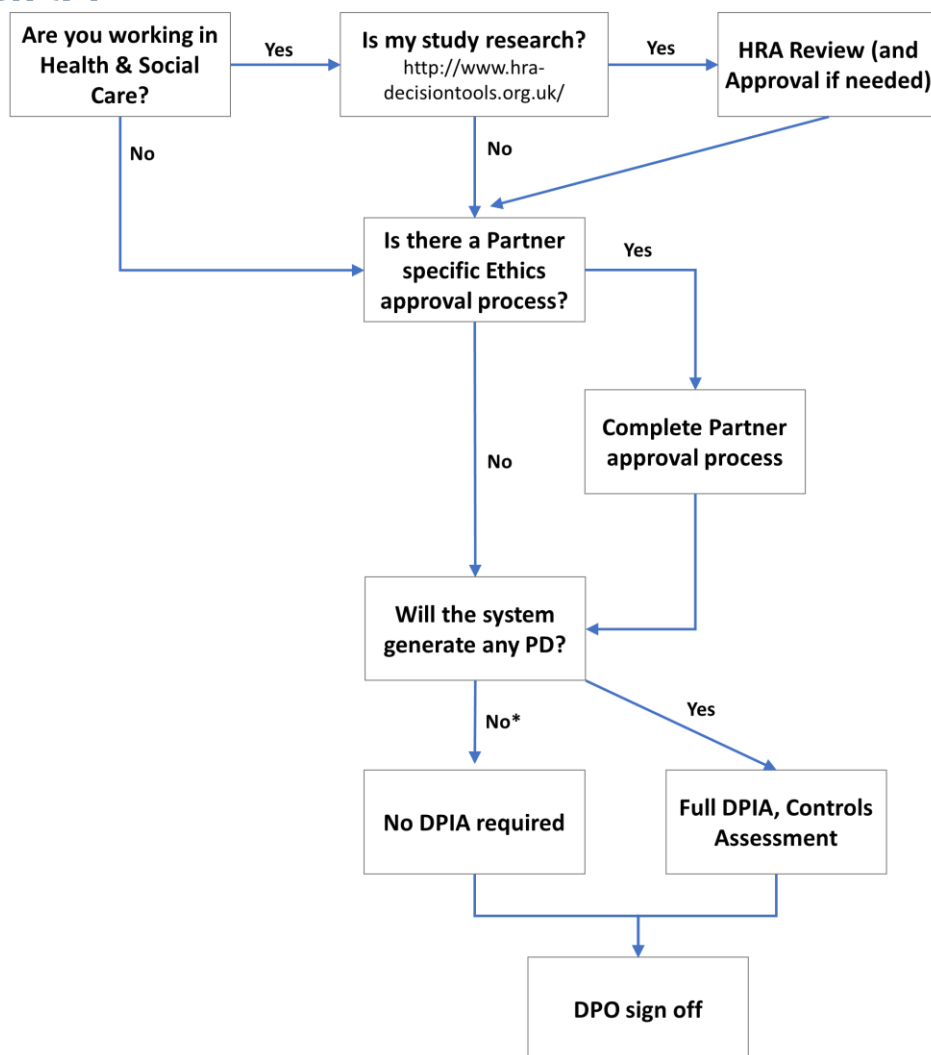 Are you working in
Health & Social
Care?
Yes
Is my study research?
http://www.hra-
decisiontools.org.uk/
Yes
HRA Review (and
Approval if needed)
No
No
Is there a Partner
specific Ethics
approval process?
Yes
Complete Partner
approval process
No
Will the system
generate any PD?
No*
Yes
No DPIA required
Full DPIA, Controls
Assessment
DPO sign off